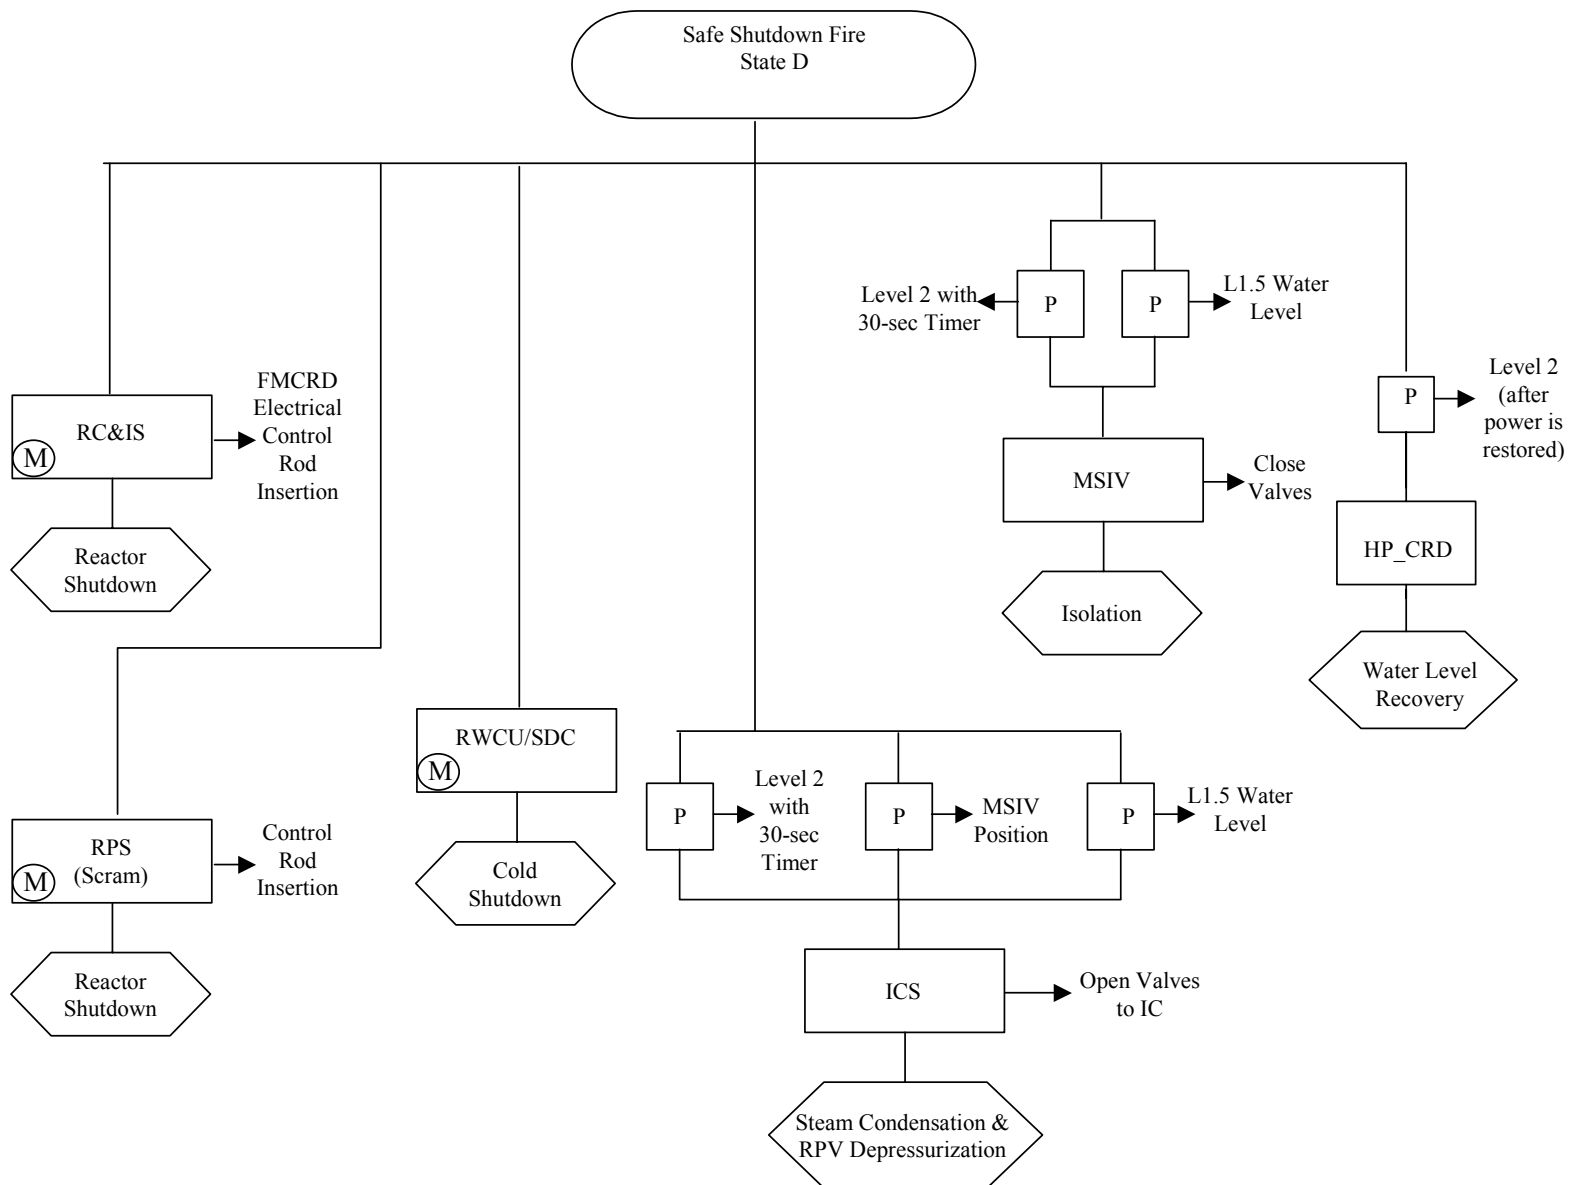 Safe Shutdown Fire
State D
Level 2 with
30-sec Timer
P
P
L1.5 Water
Level
FMCRD
Electrical
Control
Rod
Insertion
RC&IS
M
Reactor
Shutdown
P
Level 2
(after
power is
restored)
MSIV
Close
Valves
HP_CRD
Isolation
Water Level
Recovery
RWCU/SDC
M
Cold
Shutdown
RPS
(Scram)
M
Control
Rod
Insertion
Reactor
Shutdown
P
Level 2
with
30-sec
Timer
P
MSIV
Position
P
L1.5 Water
Level
ICS
Open Valves
to IC
Steam Condensation &
RPV Depressurization